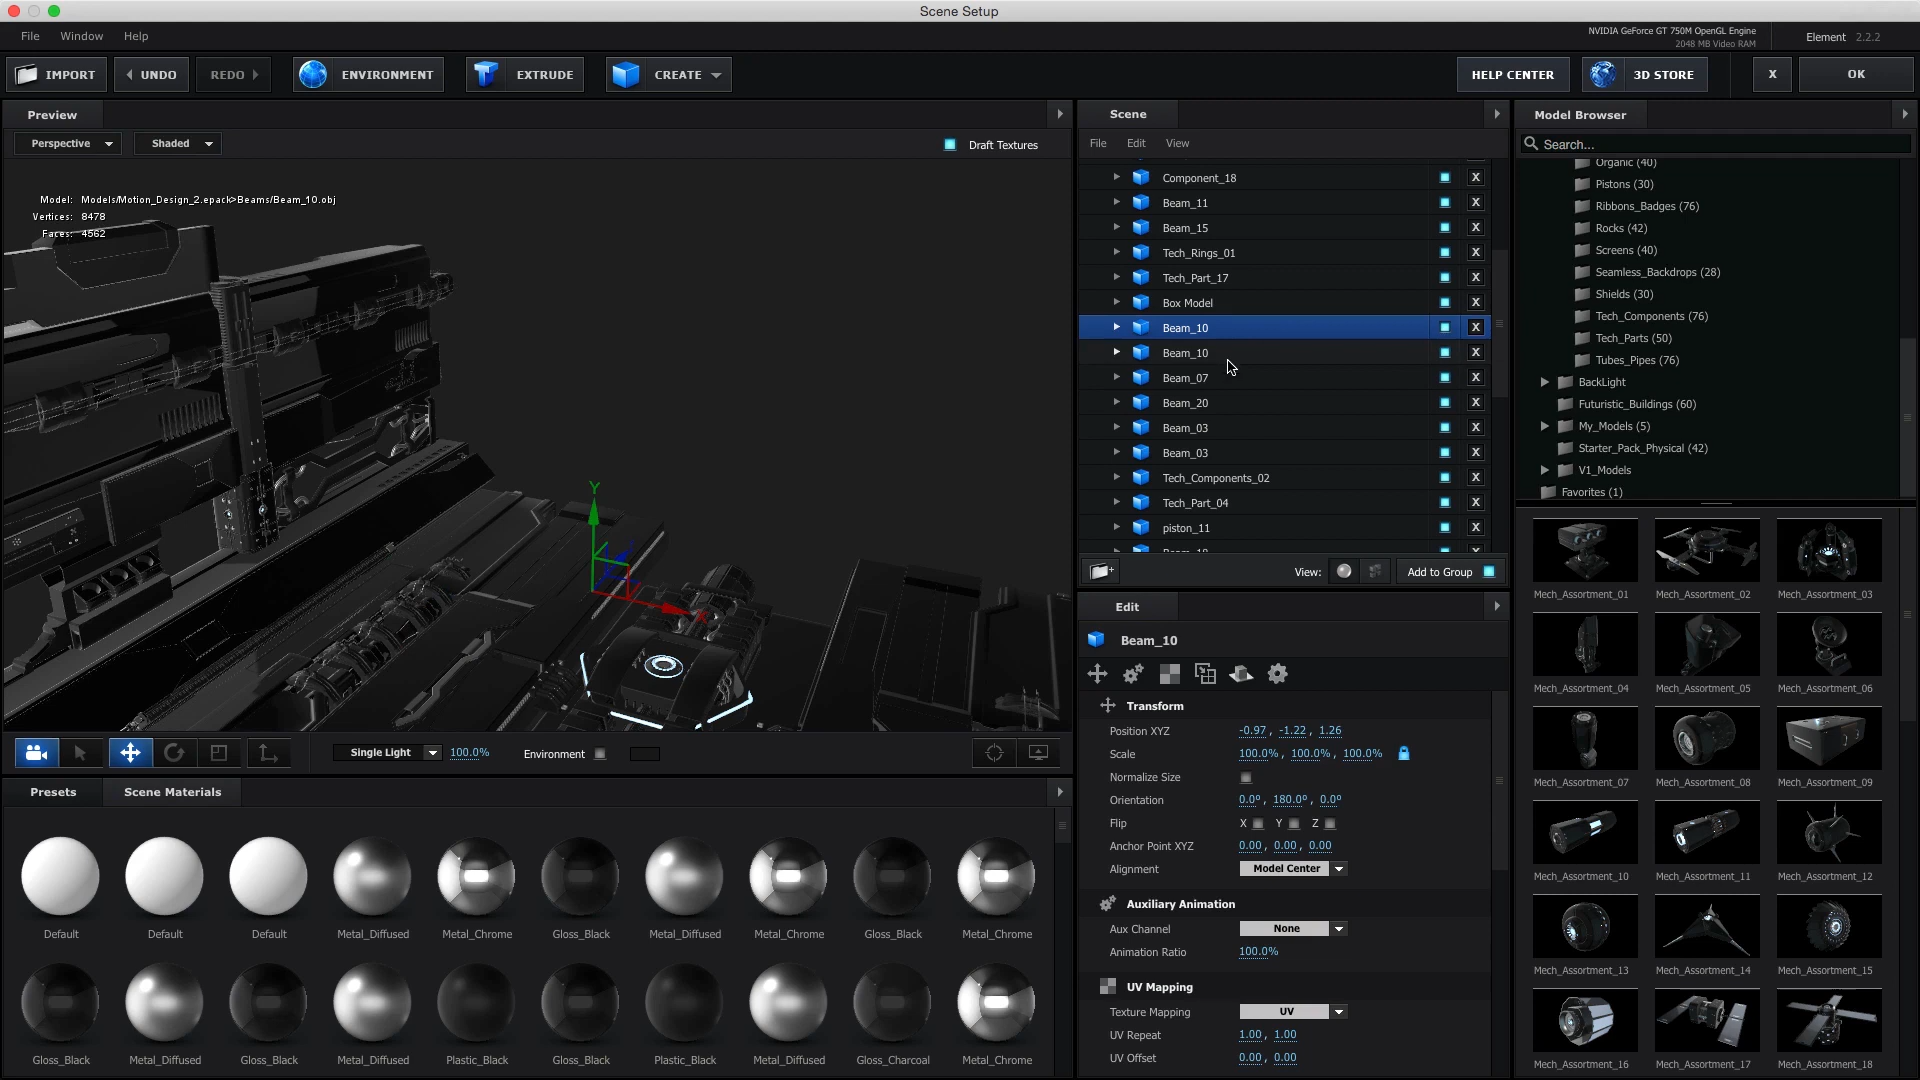 Scene Setup
File Window Help
NVIDIA GeForce GT 750M OpenGL Engine
2048 MB Video RAM
Element 2.2.2
IMPORT UNDO REDO ENVIRONMENT EXTRUDE CREATE HELP CENTER 3D STORE X OK
Preview
Perspective Shaded Draft Textures
Model: Models/Motion_Design_2.epack>Beams/Beam_10.obj
Vertices: 8478
Faces: 4562
Y
X
Single Light 100.0% Environment
Presets Scene Materials
Default Default Default Metal_Diffused Metal_Chrome Gloss_Black Metal_Diffused Metal_Chrome Gloss_Black Metal_Chrome
Gloss_Black Metal_Diffused Gloss_Black Metal_Diffused Plastic_Black Gloss_Black Plastic_Black Metal_Diffused Gloss_Charcoal Metal_Chrome
Scene
File Edit View
Component_18 X
Beam_11 X
Beam_15 X
Tech_Rings_01 X
Tech_Part_17 X
Box Model X
Beam_10 X
Beam_10 X
Beam_07 X
Beam_20 X
Beam_03 X
Beam_03 X
Tech_Components_02 X
Tech_Part_04 X
piston_11 X
View: Add to Group
Edit
Beam_10
Transform
Position XYZ -0.97, -1.22, 1.26
Scale 100.0%, 100.0%, 100.0%
Normalize Size
Orientation 0.0º, 180.0º, 0.0º
Flip X Y Z
Anchor Point XYZ 0.00, 0.00, 0.00
Alignment Model Center
Auxiliary Animation
Aux Channel None
Animation Ratio 100.0%
UV Mapping
Texture Mapping UV
UV Repeat 1.00, 1.00
UV Offset 0.00, 0.00
Model Browser
Search...
Organic (40)
Pistons (30)
Ribbons_Badges (76)
Rocks (42)
Screens (40)
Seamless_Backdrops (28)
Shields (30)
Tech_Components (76)
Tech_Parts (50)
Tubes_Pipes (76)
BackLight
Futuristic_Buildings (60)
My_Models (5)
Starter_Pack_Physical (42)
V1_Models
Favorites (1)
Mech_Assortment_01 Mech_Assortment_02 Mech_Assortment_03
Mech_Assortment_04 Mech_Assortment_05 Mech_Assortment_06
Mech_Assortment_07 Mech_Assortment_08 Mech_Assortment_09
Mech_Assortment_10 Mech_Assortment_11 Mech_Assortment_12
Mech_Assortment_13 Mech_Assortment_14 Mech_Assortment_15
Mech_Assortment_16 Mech_Assortment_17 Mech_Assortment_18